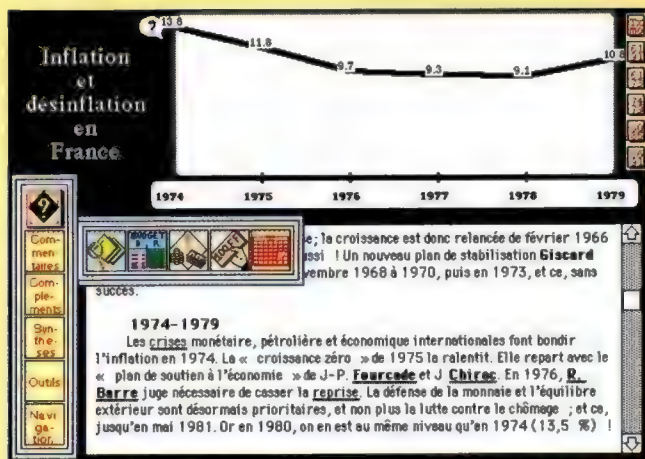 Inflation
et
désinflation
en
France
?
13.8
11.8
9.7
9.3
9.1
10.8
1974 1975 1976 1977 1978 1979
?
Com-
men-
taires
Com-
ple-
ments
Syn-
the-
ses
Outils
Navi
ga-
tion
BUDGET
D R
se; la croissance est donc relancée de février 1966
ussi ! Un nouveau plan de stabilisation Giscard
vembre 1968 à 1970, puis en 1973, et ce, sans
succès.
1974-1979
Les crises monétaire, pétrolière et économique internationales font bondir
l'inflation en 1974. La « croissance zéro » de 1975 la ralentit. Elle repart avec le
« plan de soutien à l'économie » de J-P. Fourcade et J Chirac. En 1976, R.
Barre juge nécessaire de casser la reprise. La défense de la monnaie et l'équilibre
extérieur sont désormais prioritaires, et non plus la lutte contre le chômage ; et ce,
jusqu'en mai 1981. Or en 1980, on en est au même niveau qu'en 1974 (13,5 %) !